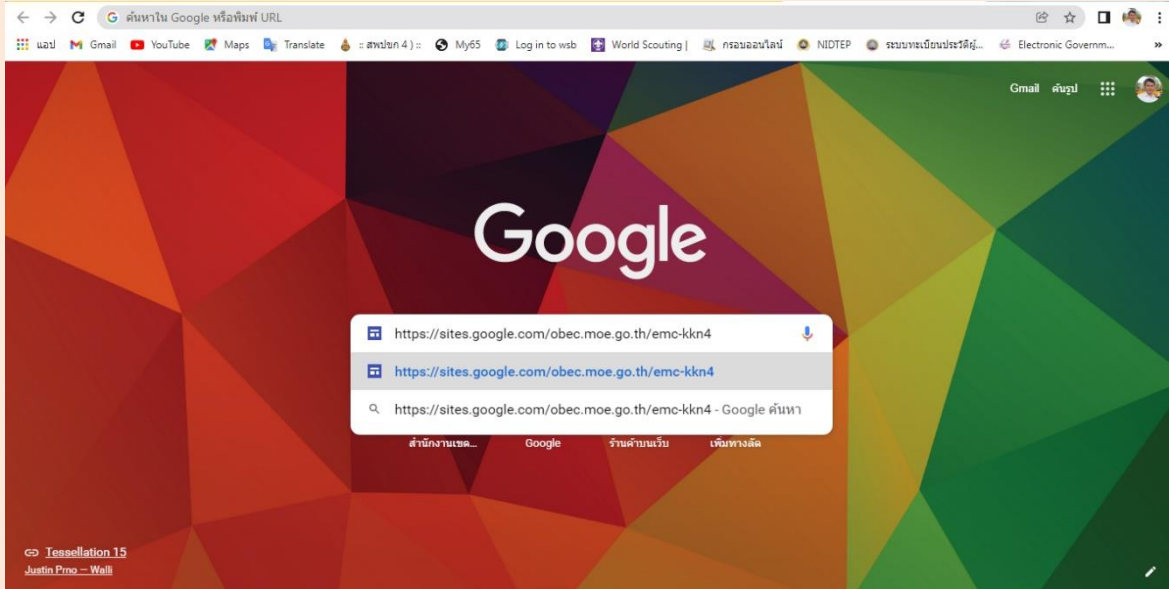 ค้นหาใน Google หรือพิมพ์ URL
แอป Gmail YouTube Maps Translate :: สพป.ขก 4 ) :: My65 Log in to wsb World Scouting | กรอบออนไลน์ NIDTEP ระบบทะเบียนประวัติผู้... Electronic Governm... »
Gmail ค้นรูป
Google
https://sites.google.com/obec.moe.go.th/emc-kkn4
https://sites.google.com/obec.moe.go.th/emc-kkn4
https://sites.google.com/obec.moe.go.th/emc-kkn4 - Google ค้นหา
สำนักงานเขต... Google ร้านค้าบนเว็บ เพิ่มทางลัด
Tessellation 15
Justin Prno — Walli